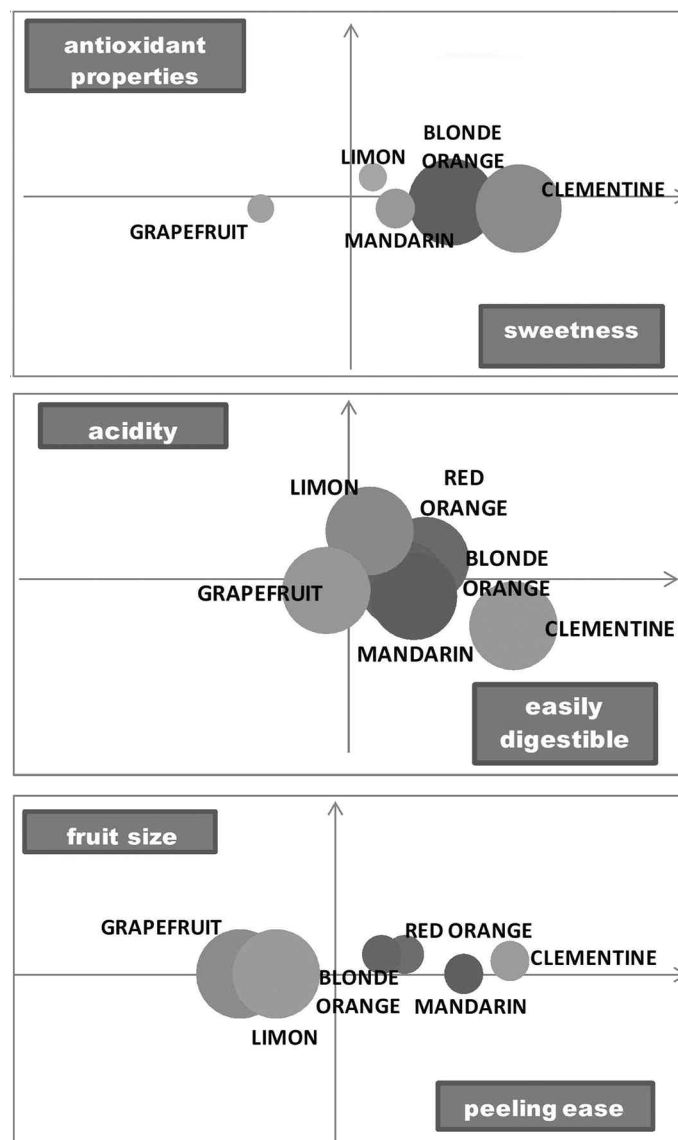 antioxidant
properties
BLONDE
LIMON
ORANGE
CLEMENTINE
GRAPEFRUIT
MANDARIN
sweetness
acidity
LIMON
RED
ORANGE
BLONDE
ORANGE
GRAPEFRUIT
CLEMENTINE
MANDARIN
easily
digestible
fruit size
GRAPEFRUIT
RED ORANGE
CLEMENTINE
BLONDE
ORANGE
MANDARIN
LIMON
peeling ease